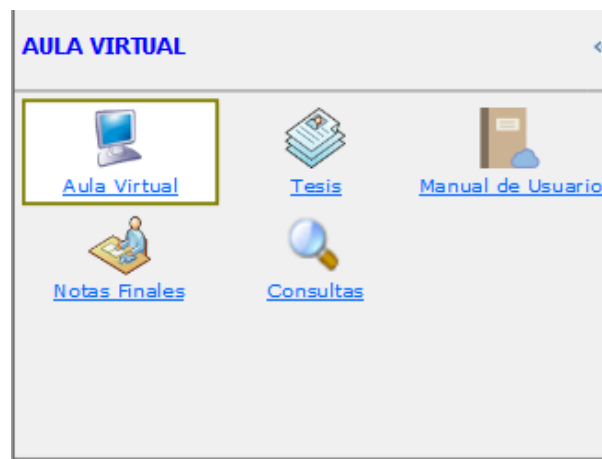 AULA VIRTUAL
Aula Virtual
Tesis
Manual de Usuario
Notas Finales
Consultas